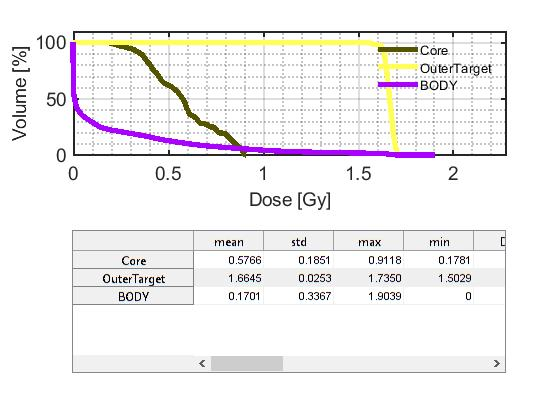 100
50
0
Volume [%]
Core
OuterTarget
BODY
0 0.5 1 1.5 2
Dose [Gy]
mean std max min D
Core 0.5766 0.1851 0.9118 0.1781
OuterTarget 1.6645 0.0253 1.7350 1.5029
BODY 0.1701 0.3367 1.9039 0